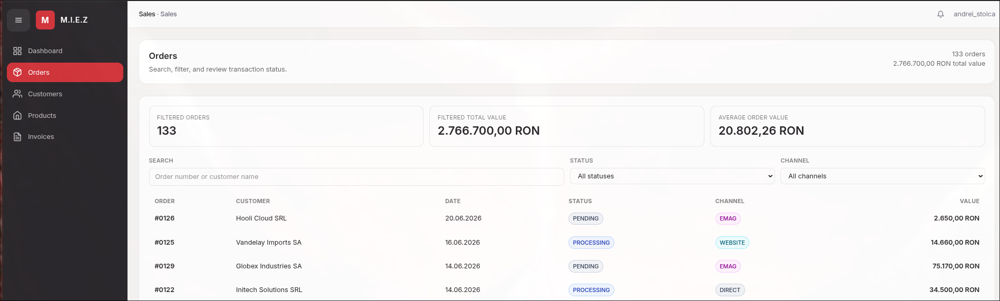 M M.I.E.Z
Sales · Sales
andrei_stoica
Dashboard
Orders
Customers
Products
Invoices
Orders
Search, filter, and review transaction status.
133 orders
2.766.700,00 RON total value
FILTERED ORDERS
133
FILTERED TOTAL VALUE
2.766.700,00 RON
AVERAGE ORDER VALUE
20.802,26 RON
SEARCH
Order number or customer name
STATUS
All statuses
CHANNEL
All channels
ORDER CUSTOMER DATE STATUS CHANNEL VALUE
#0126 Hooli Cloud SRL 20.06.2026 PENDING EMAG 2.650,00 RON
#0125 Vandelay Imports SA 16.06.2026 PROCESSING WEBSITE 14.660,00 RON
#0129 Globex Industries SA 14.06.2026 PENDING EMAG 75.170,00 RON
#0122 Initech Solutions SRL 14.06.2026 PROCESSING DIRECT 34.500,00 RON